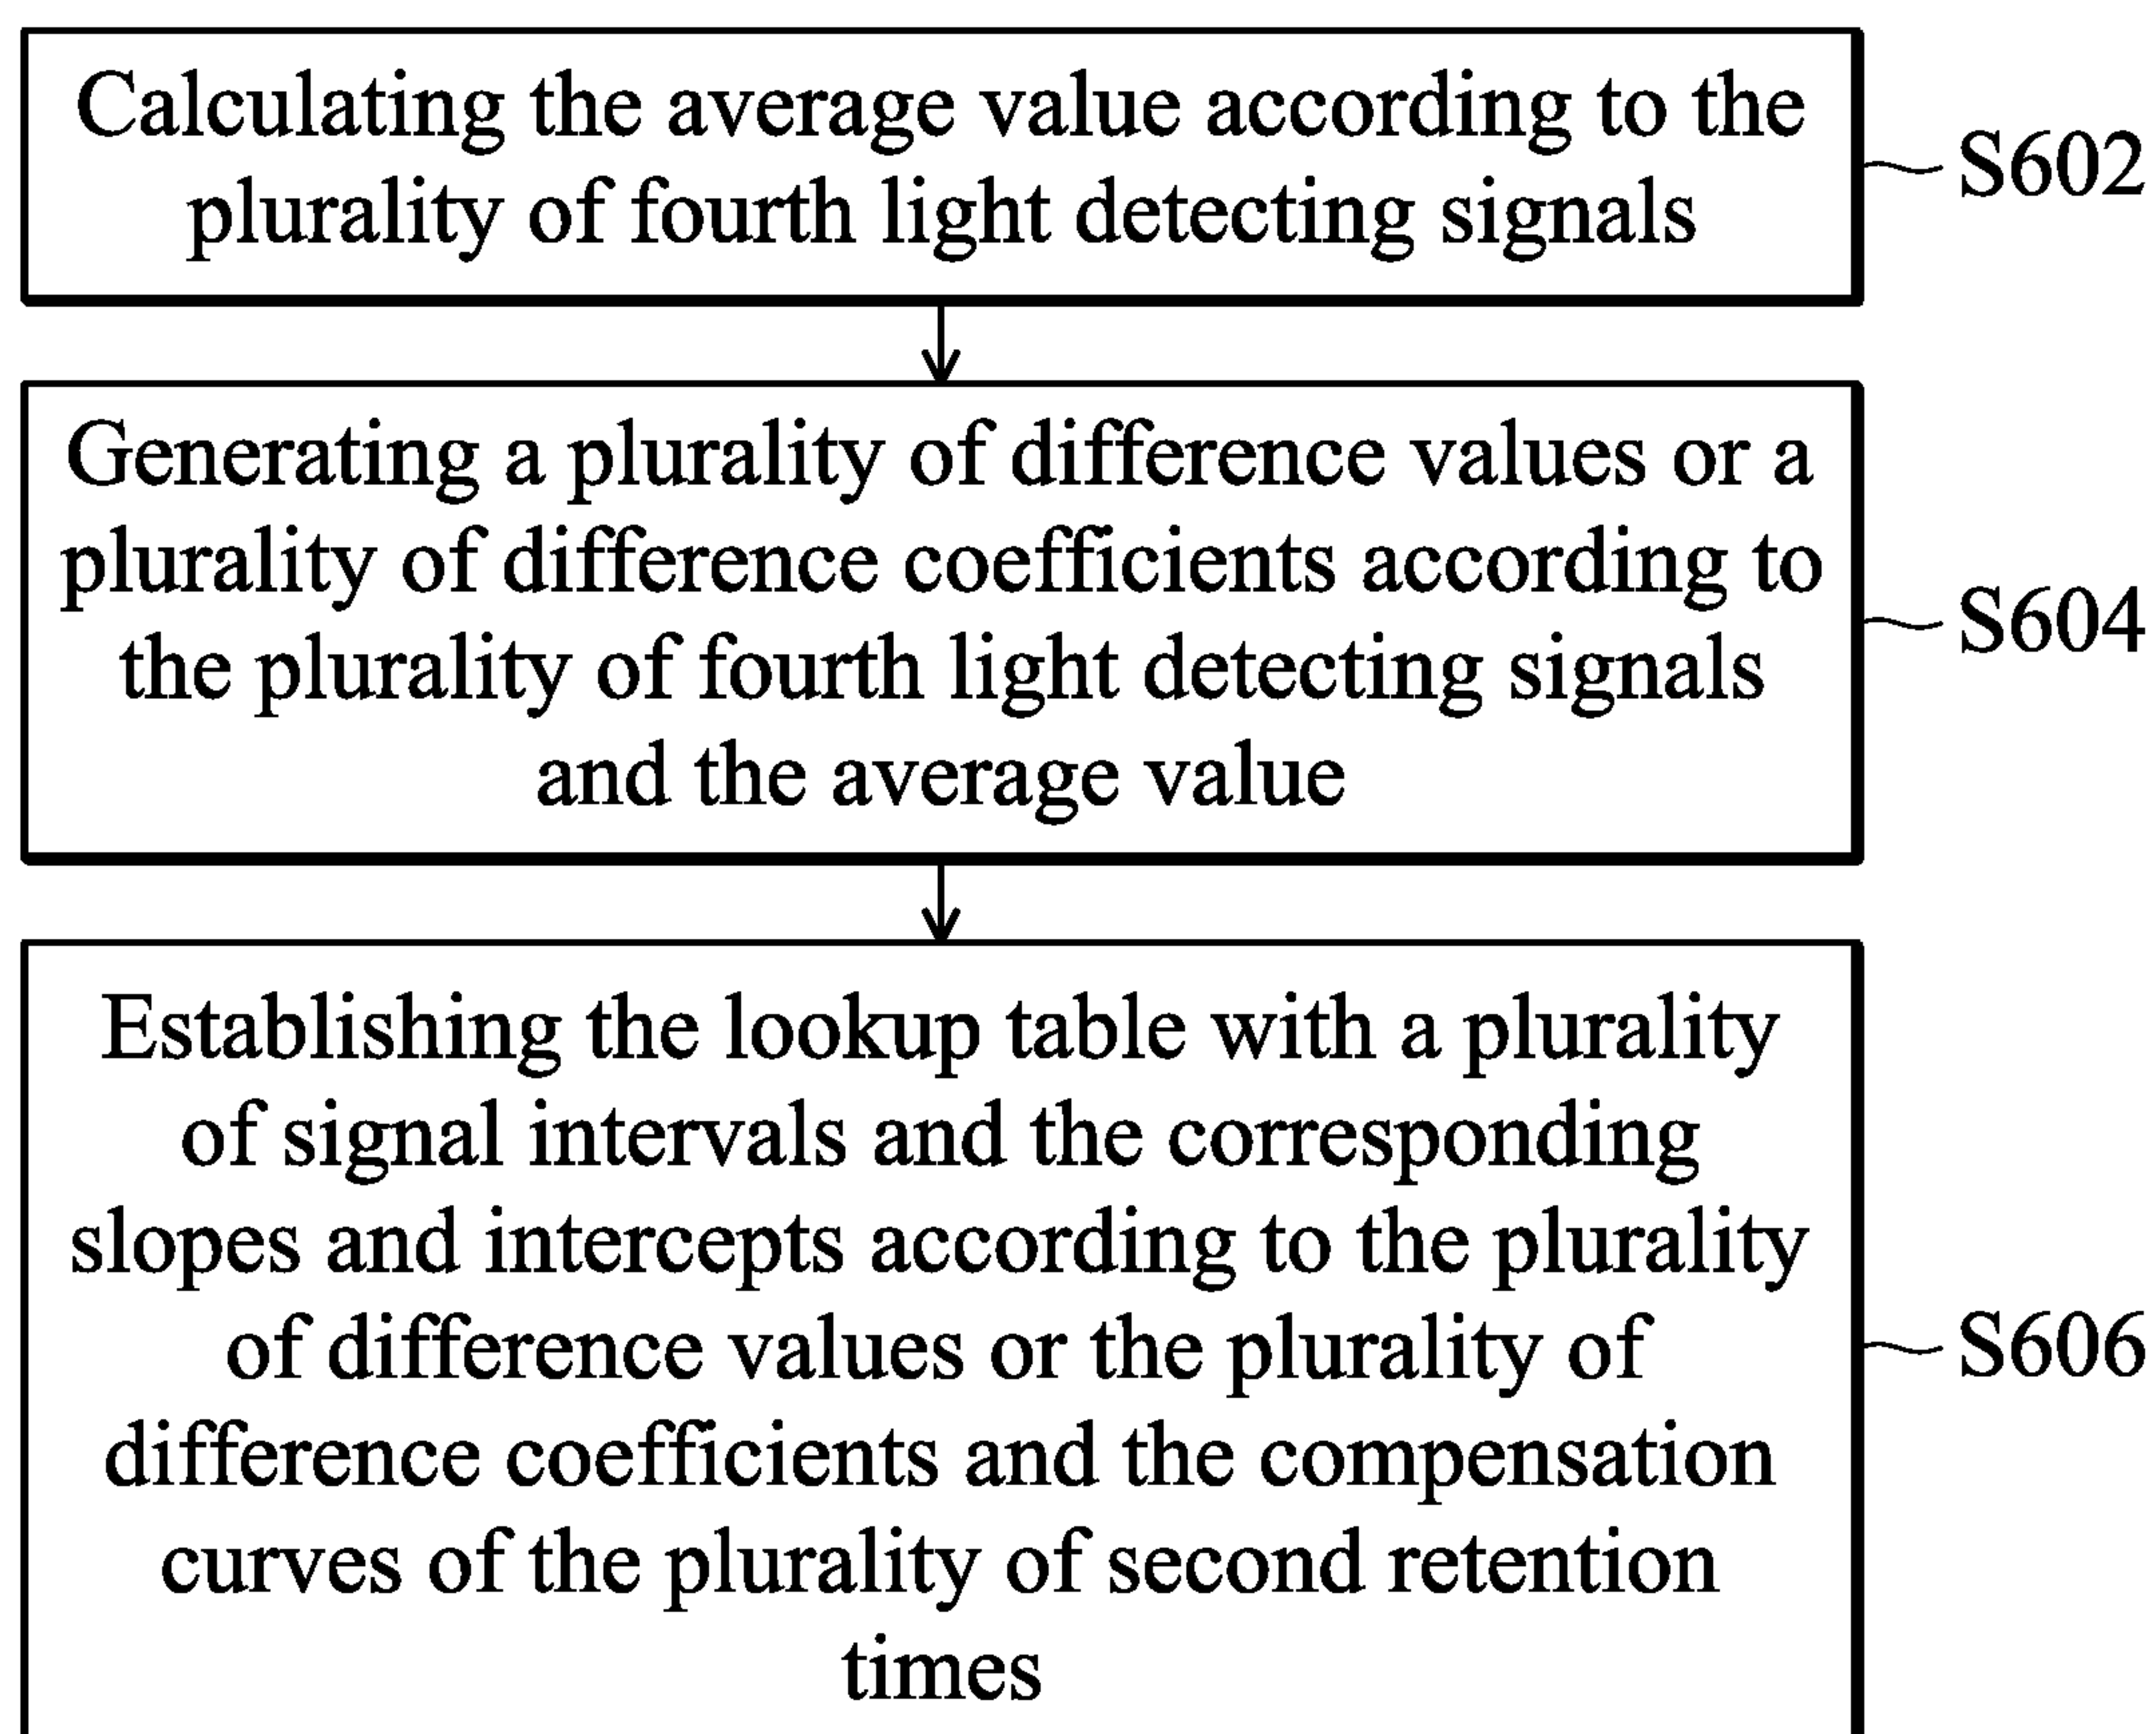 Calculating the average value according to the
plurality of fourth light detecting signals
S602
Generating a plurality of difference values or a
plurality of difference coefficients according to
the plurality of fourth light detecting signals
and the average value
S604
Establishing the lookup table with a plurality
of signal intervals and the corresponding
slopes and intercepts according to the plurality
of difference values or the plurality of
difference coefficients and the compensation
curves of the plurality of second retention
times
S606